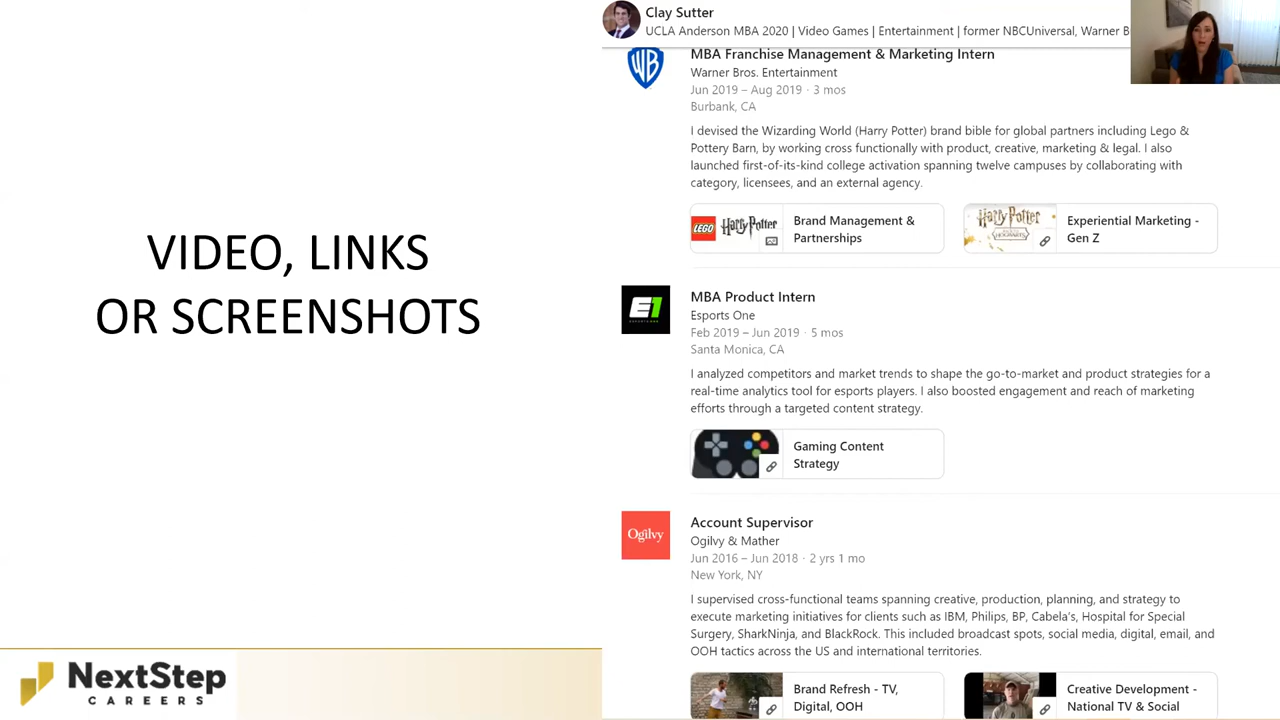 VIDEO, LINKS
OR SCREENSHOTS
NextStep
CAREERS
Clay Sutter
UCLA Anderson MBA 2020 | Video Games | Entertainment | former NBCUniversal, Warner B
MBA Franchise Management & Marketing Intern
Warner Bros. Entertainment
Jun 2019 – Aug 2019 · 3 mos
Burbank, CA
I devised the Wizarding World (Harry Potter) brand bible for global partners including Lego &
Pottery Barn, by working cross functionally with product, creative, marketing & legal. I also
launched first-of-its-kind college activation spanning twelve campuses by collaborating with
category, licensees, and an external agency.
WB
LEGO Harry Potter
Brand Management &
Partnerships
Harry Potter
HOGWARTS
Experiential Marketing -
Gen Z
E1
MBA Product Intern
Esports One
Feb 2019 – Jun 2019 · 5 mos
Santa Monica, CA
I analyzed competitors and market trends to shape the go-to-market and product strategies for a
real-time analytics tool for esports players. I also boosted engagement and reach of marketing
efforts through a targeted content strategy.
Gaming Content
Strategy
Ogilvy
Account Supervisor
Ogilvy & Mather
Jun 2016 – Jun 2018 · 2 yrs 1 mo
New York, NY
I supervised cross-functional teams spanning creative, production, planning, and strategy to
execute marketing initiatives for clients such as IBM, Philips, BP, Cabela's, Hospital for Special
Surgery, SharkNinja, and BlackRock. This included broadcast spots, social media, digital, email, and
OOH tactics across the US and international territories.
Brand Refresh - TV,
Digital, OOH
Creative Development -
National TV & Social